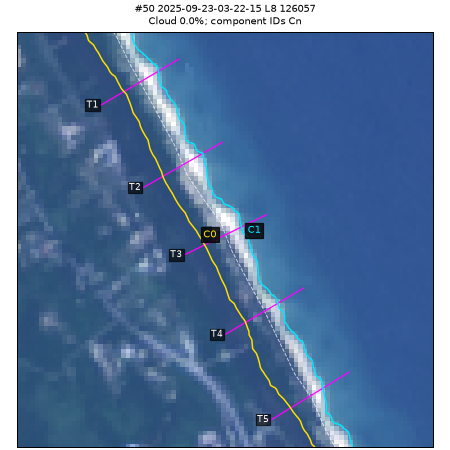 #50 2025-09-23-03-22-15 L8 126057
Cloud 0.0%; component IDs Cn
T1
T2
C0 C1
T3
T4
T5